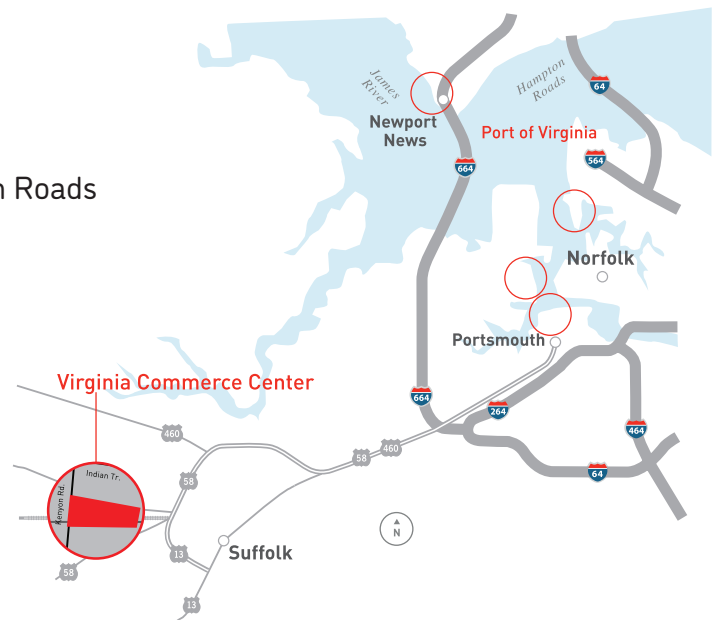 James
River
Hampton
Roads
64
Newport
News
Port of Virginia
564
664
n Roads
Norfolk
Portsmouth
Virginia Commerce Center
664
264
460
464
460
58
64
Indian Tr.
Kenyon Rd.
58
N
13
Suffolk
58
13